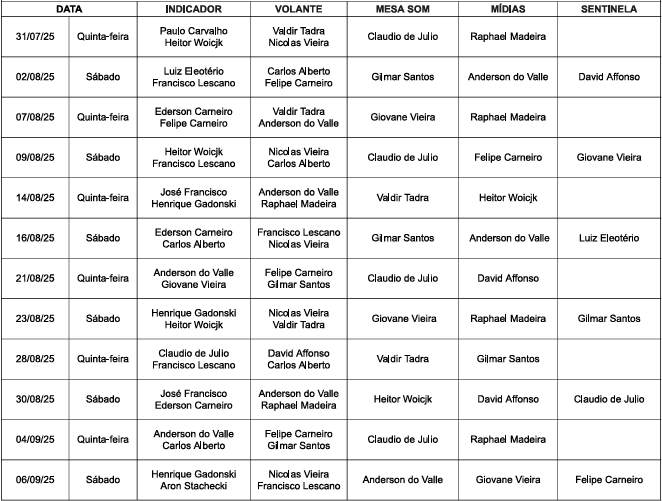 DATA INDICADOR VOLANTE MESA SOM MÍDIAS SENTINELA
31/07/25 Quinta-feira Paulo Carvalho Heitor Woicjk Valdir Tadra Nicolas Vieira Claudio de Julio Raphael Madeira
02/08/25 Sábado Luiz Eleotério Francisco Lescano Carlos Alberto Felipe Carneiro Gilmar Santos Anderson do Valle David Affonso
07/08/25 Quinta-feira Ederson Carneiro Felipe Carneiro Valdir Tadra Anderson do Valle Giovane Vieira Raphael Madeira
09/08/25 Sábado Heitor Woicjk Francisco Lescano Nicolas Vieira Carlos Alberto Claudio de Julio Felipe Carneiro Giovane Vieira
14/08/25 Quinta-feira José Francisco Henrique Gadonski Anderson do Valle Raphael Madeira Valdir Tadra Heitor Woicjk
16/08/25 Sábado Ederson Carneiro Carlos Alberto Francisco Lescano Nicolas Vieira Gilmar Santos Anderson do Valle Luiz Eleotério
21/08/25 Quinta-feira Anderson do Valle Giovane Vieira Felipe Carneiro Gilmar Santos Claudio de Julio David Affonso
23/08/25 Sábado Henrique Gadonski Heitor Woicjk Nicolas Vieira Valdir Tadra Giovane Vieira Raphael Madeira Gilmar Santos
28/08/25 Quinta-feira Claudio de Julio Francisco Lescano David Affonso Carlos Alberto Valdir Tadra Gilmar Santos
30/08/25 Sábado José Francisco Ederson Carneiro Anderson do Valle Raphael Madeira Heitor Woicjk David Affonso Claudio de Julio
04/09/25 Quinta-feira Anderson do Valle Carlos Alberto Felipe Carneiro Gilmar Santos Claudio de Julio Raphael Madeira
06/09/25 Sábado Henrique Gadonski Aron Stachecki Nicolas Vieira Francisco Lescano Anderson do Valle Giovane Vieira Felipe Carneiro